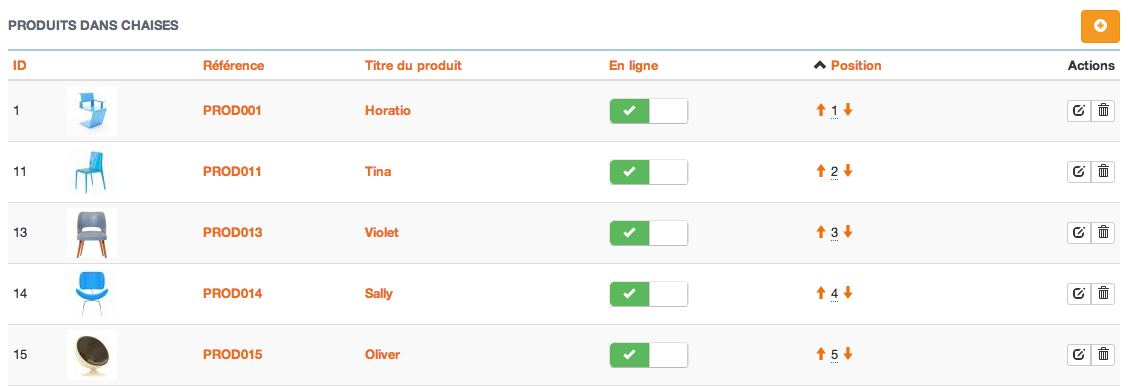 PRODUITS DANS CHAISES
ID Référence Titre du produit En ligne Position Actions
1 PROD001 Horatio 1
11 PROD011 Tina 2
13 PROD013 Violet 3
14 PROD014 Sally 4
15 PROD015 Oliver 5